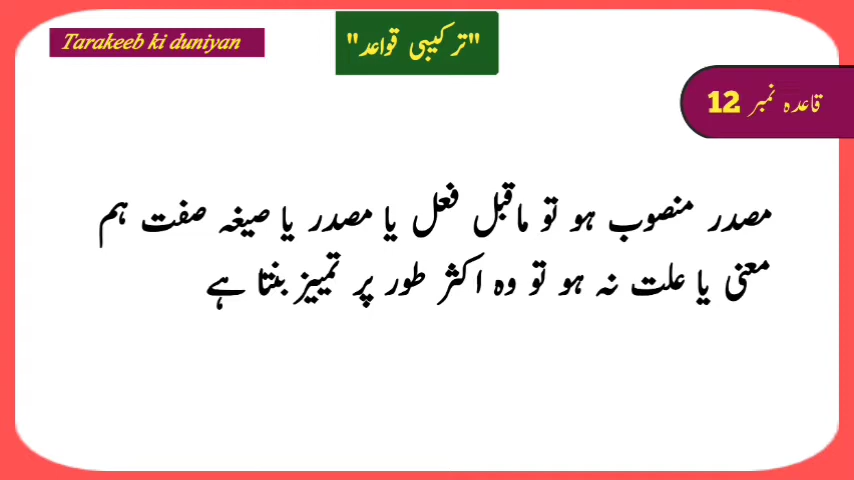 Tarakeeb ki duniyan
"ترکیبی قواعد"
قاعدہ نمبر 12
مصدر منصوب ہو تو ماقبل فعل یا مصدر یا صیغہ صفت ہم
معنی یا علت نہ ہو تو وہ اکثر طور پر تمییز بنتا ہے